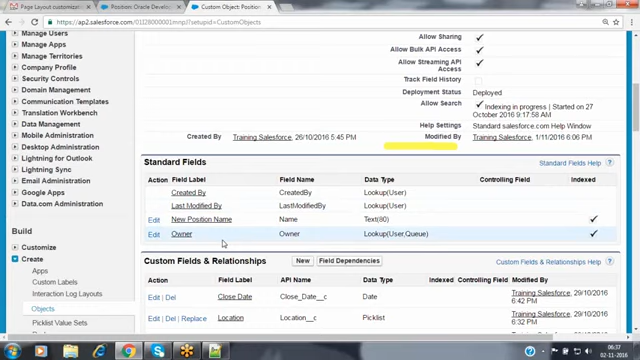 Page Layout customizatio
Position: Oracle Develop
Custom Object: Position
https://ap2.salesforce.com/01I28000001mnpJ?setupid=CustomObjects
Manage Users
Manage Apps
Manage Territories
Company Profile
Security Controls
Domain Management
Communication Templates
Translation Workbench
Data Management
Mobile Administration
Desktop Administration
Lightning Sync
Email Administration
Google Apps
Build
Customize
Create
Apps
Custom Labels
Interaction Log Layouts
Objects
Picklist Value Sets
Allow Sharing
Allow Bulk API Access
Allow Streaming API Access
Track Field History
Deployment Status Deployed
Allow Search Indexing in progress | Started on 27 October 2016 9:17:58 AM
Help Settings Standard salesforce.com Help Window
Created By Training Salesforce, 26/10/2016 5:45 PM Modified By Training Salesforce, 1/11/2016 6:06 PM
Standard Fields Standard Fields Help ?
Action Field Label Field Name Data Type Controlling Field Indexed
Created By CreatedBy Lookup(User)
Last Modified By LastModifiedBy Lookup(User)
Edit New Position Name Name Text(80)
Edit Owner Owner Lookup(User,Queue)
Custom Fields & Relationships New Field Dependencies Custom Fields & Relationships Help ?
Action Field Label API Name Data Type Indexed Controlling Field Modified By
Edit | Del Close Date Close_Date__c Date Training Salesforce, 29/10/2016 6:42 PM
Edit | Del | Replace Location Location__c Picklist Training Salesforce, 29/10/2016 6:32 PM
06:37
02-11-2016